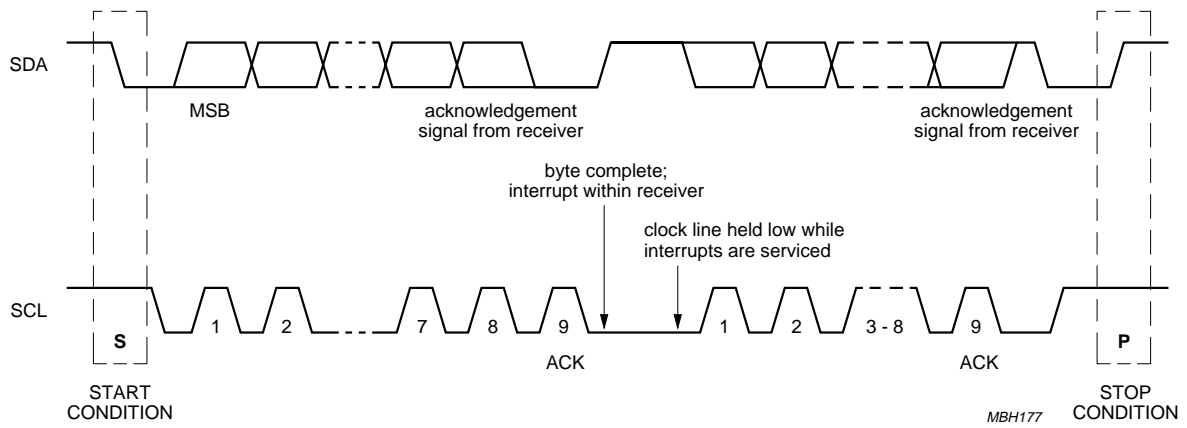 SDA
MSB
acknowledgement
signal from receiver
acknowledgement
signal from receiver
byte complete;
interrupt within receiver
clock line held low while
interrupts are serviced
SCL
S
1
2
7
8
9
1
2
3 - 8
9
P
ACK
ACK
START
CONDITION
MBH177
STOP
CONDITION